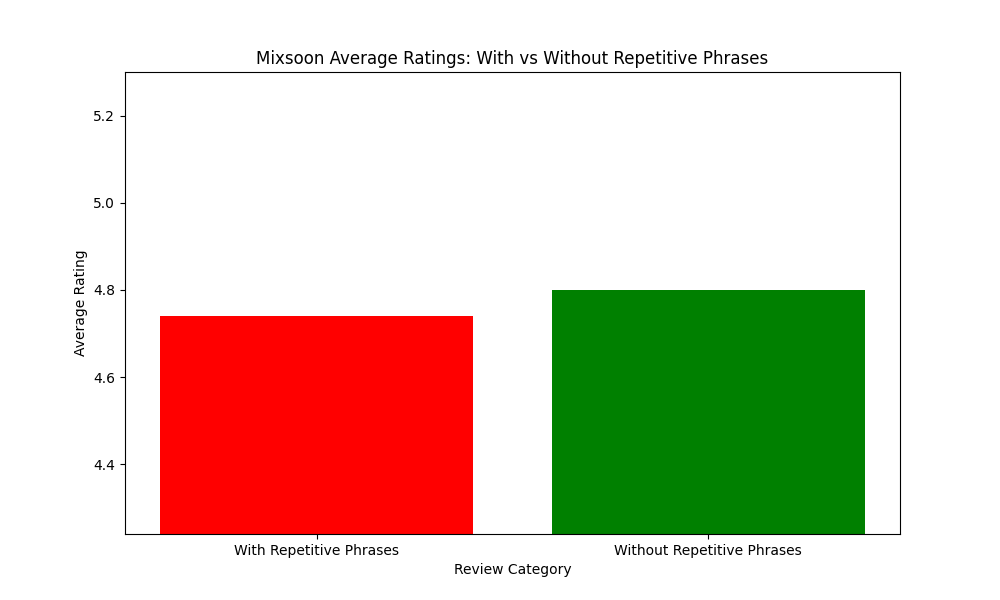 Mixsoon Average Ratings: With vs Without Repetitive Phrases
5.2
5.0
4.8
4.6
4.4
Average Rating
With Repetitive Phrases
Without Repetitive Phrases
Review Category